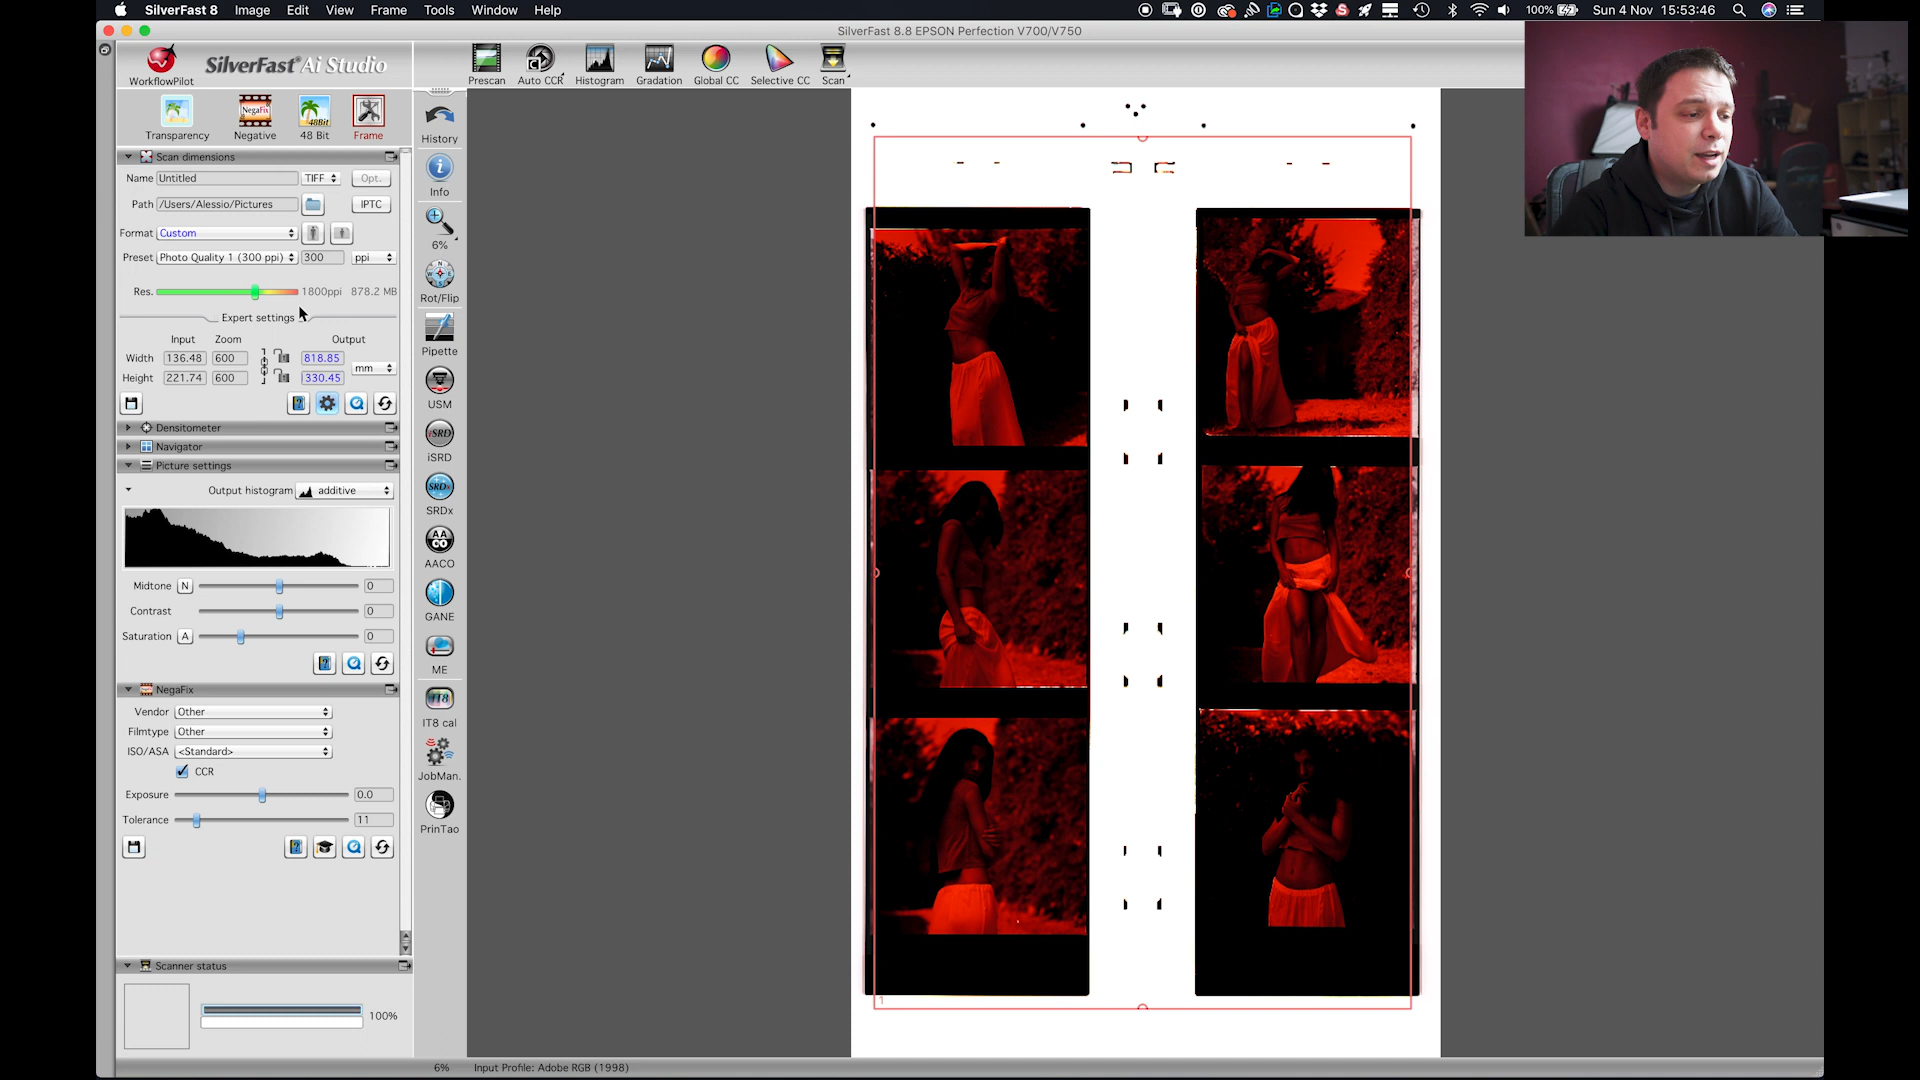 SilverFast 8 Image Edit View Frame Tools Window Help 100% Sun 4 Nov 15:53:46
SilverFast 8.8 EPSON Perfection V700/V750
WorkflowPilot SilverFast® Ai Studio
Prescan Auto CCR Histogram Gradation Global CC Selective CC Scan
Transparency Negative 48 Bit Frame
NegaFix
48Bit
Scan dimensions
Name Untitled TIFF Opt.
Path /Users/Alessio/Pictures IPTC
Format Custom
Preset Photo Quality 1 (300 ppi) 300 ppi
Res. 1800ppi 878.2 MB
Expert settings
Input Zoom Output
Width 136.48 600 818.85
mm
Height 221.74 600 330.45
Densitometer
Navigator
Picture settings
Output histogram additive
Midtone N 0
Contrast 0
Saturation A 0
NegaFix
Vendor Other
Filmtype Other
ISO/ASA <Standard>
CCR
Exposure 0.0
Tolerance 11
Scanner status
100%
History
Info
6%
Rot/Flip
Pipette
USM
iSRD
iSRD
SRDx
SRDx
AACO
AACO
GANE
ME
IT8
IT8 cal
JobMan.
PrinTao
1
6% Input Profile: Adobe RGB (1998)